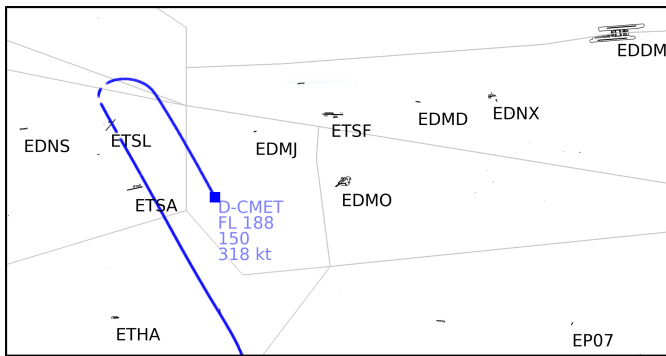 EDDM
EDNX
EDMD
ETSF
ETSL
EDNS
EDMJ
EDMO
ETSA
D-CMET
FL 188
150
318 kt
ETHA
EP07